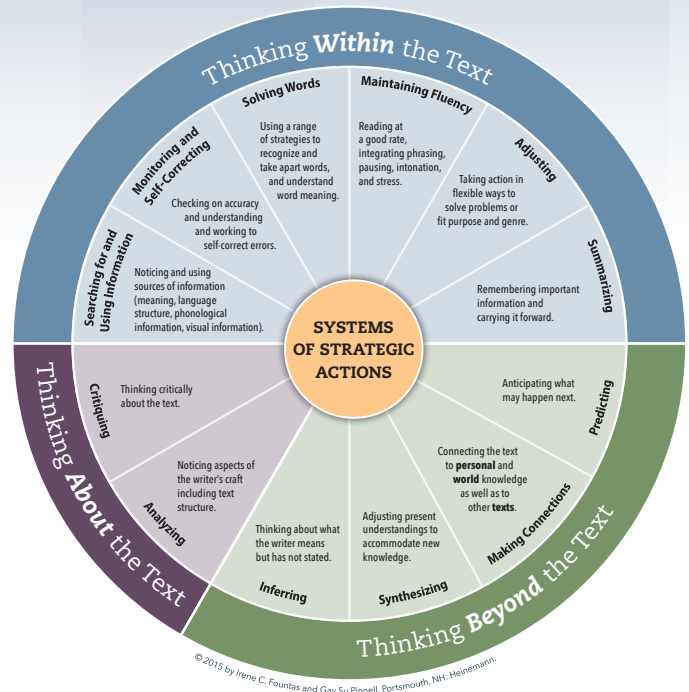 Thinking Within the Text
Searching for and
Using Information
Noticing and using
sources of information
(meaning, language
structure, phonological
information, visual information).
Monitoring and
Self-Correcting
Checking on accuracy
and understanding
and working to
self-correct errors.
Solving Words
Using a range
of strategies to
recognize and
take apart words,
and understand
word meaning.
Maintaining Fluency
Reading at
a good rate,
integrating phrasing,
pausing, intonation,
and stress.
Adjusting
Taking action in
flexible ways to
solve problems or
fit purpose and genre.
Summarizing
Remembering important
information and
carrying it forward.
SYSTEMS
OF STRATEGIC
ACTIONS
Thinking Beyond the Text
Predicting
Anticipating what
may happen next.
Making Connections
Connecting the text
to personal and
world knowledge
as well as to
other texts.
Synthesizing
Adjusting present
understandings to
accommodate new
knowledge.
Inferring
Thinking about what
the writer means
but has not stated.
Thinking About the Text
Analyzing
Noticing aspects of
the writer's craft
including text
structure.
Critiquing
Thinking critically
about the text.
© 2015 by Irene C. Fountas and Gay Su Pinnell. Portsmouth, NH: Heinemann.